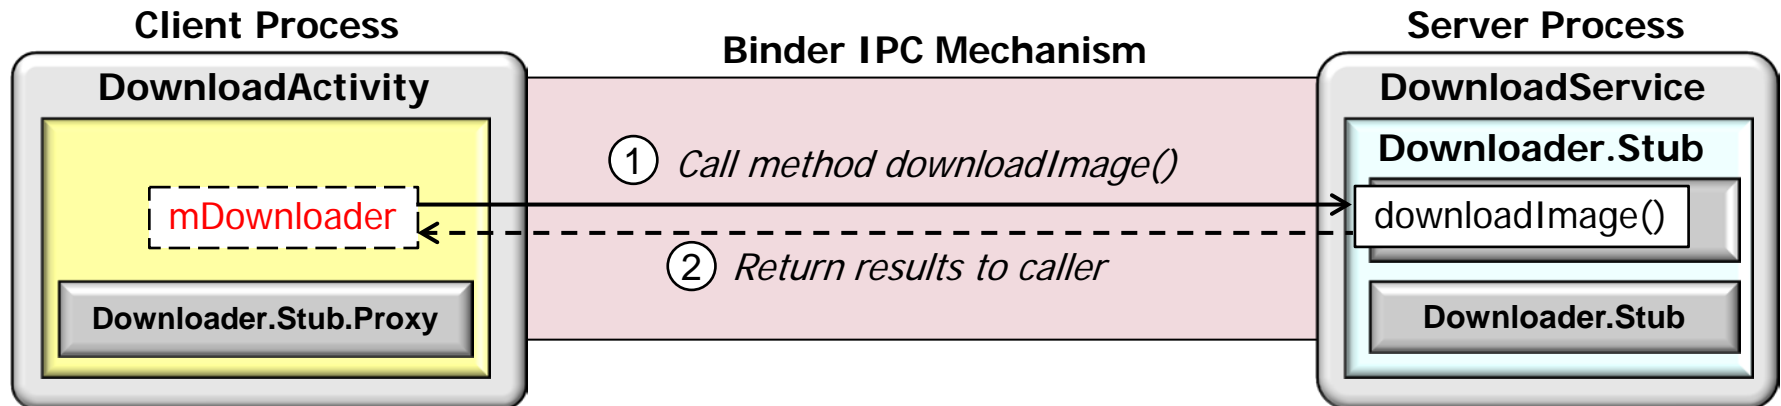 Client Process
Binder IPC Mechanism
Server Process
DownloadActivity
DownloadService
Downloader.Stub
1 Call method downloadImage()
mDownloader
downloadImage()
2 Return results to caller
Downloader.Stub.Proxy
Downloader.Stub